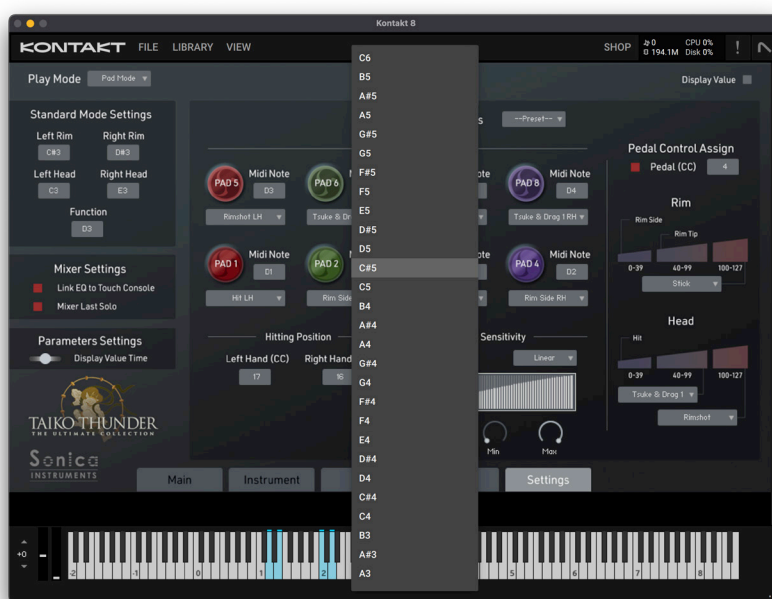 Kontakt 8
KONTAKT FILE LIBRARY VIEW SHOP 0 194.1M CPU 0% Disk 0% !
Play Mode Pad Mode Display Value
Standard Mode Settings
Left Rim Right Rim
C#3 D#3
Left Head Right Head
C3 E3
Function
D3
Mixer Settings
Link EQ to Touch Console
Mixer Last Solo
Parameters Settings
Display Value Time
TAIKO THUNDER
THE ULTIMATE COLLECTION
Sonica
INSTRUMENTS
--Preset--
PAD 5 Midi Note D3
Rimshot LH
PAD 6
Tsuke & Dr
PAD 8 Midi Note D4
Tsuke & Drag 1 RH
PAD 1 Midi Note D1
Hit LH
PAD 2
Rim Side
PAD 4 Midi Note D2
Rim Side RH
Hitting Position
Left Hand (CC) Right Hand
17 16
Sensitivity
Linear
Min Max
C6
B5
A#5
A5
G#5
G5
F#5
F5
E5
D#5
D5
C#5
C5
B4
A#4
A4
G#4
G4
F#4
F4
E4
D#4
D4
C#4
C4
B3
A#3
A3
Pedal Control Assign
Pedal (CC) 4
Rim
Rim Side
Rim Tip
0-39 40-99 100-127
Stick
Head
Hit
0-39 40-99 100-127
Tsuke & Drag 1
Rimshot
Main Instrument Settings
+0 -2 -1 0 1 2 5 6 7 8